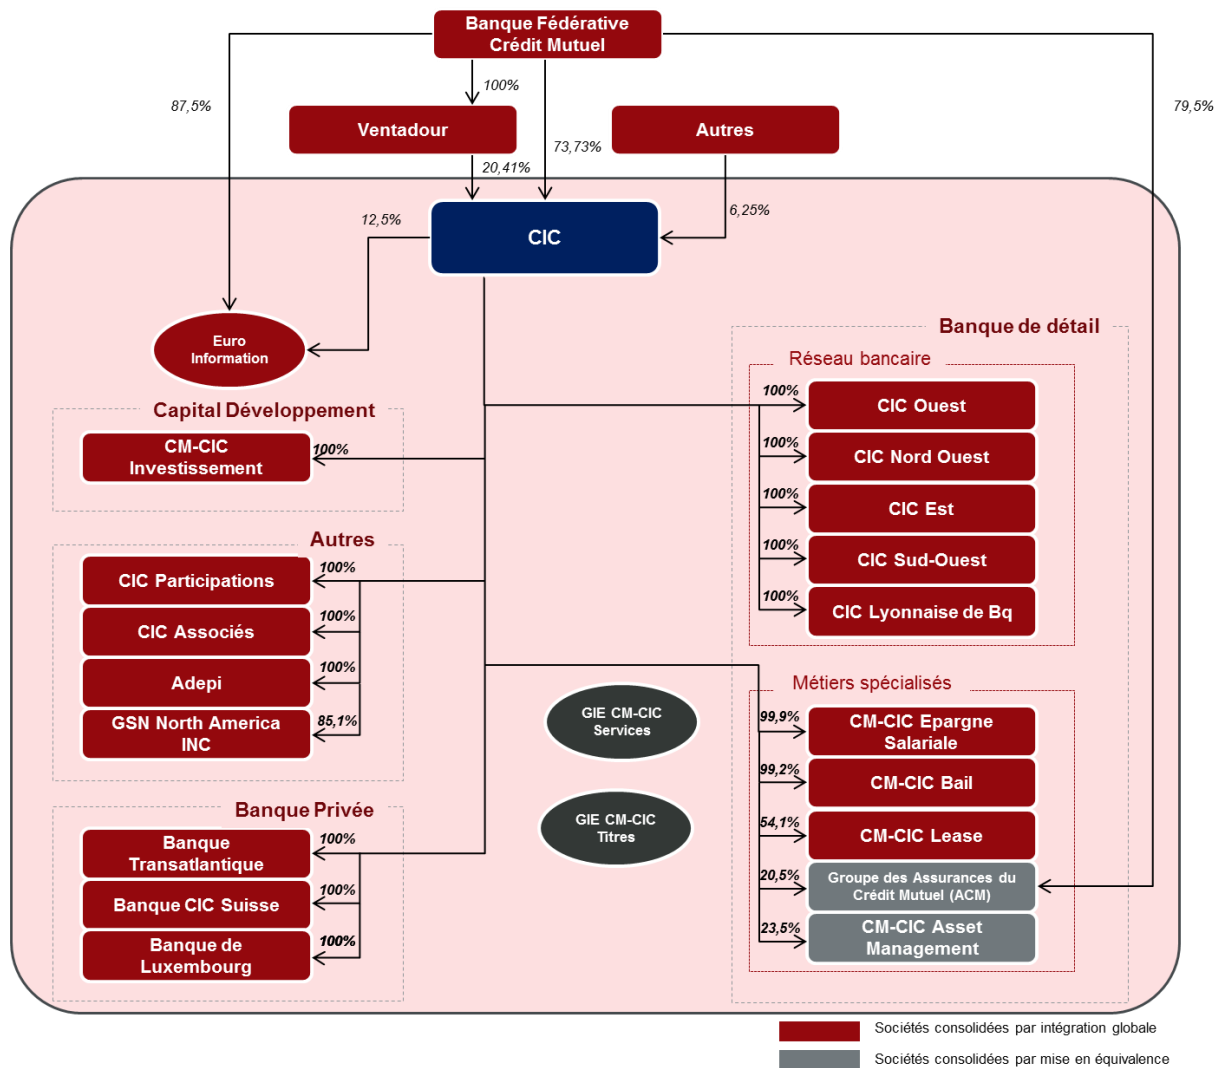 Banque Fédérative
Crédit Mutuel
100%
87,5%
79,5%
Ventadour
Autres
73,73%
20,41%
6,25%
12,5%
CIC
Euro
Information
Banque de détail
Réseau bancaire
100%
CIC Ouest
100%
CIC Nord Ouest
100%
CIC Est
100%
CIC Sud-Ouest
100%
CIC Lyonnaise de Bq
Capital Développement
CM-CIC
Investissement
100%
Autres
CIC Participations
100%
CIC Associés
100%
Adepi
100%
GSN North America
INC
85,1%
Métiers spécialisés
99,9%
CM-CIC Epargne
Salariale
99,2%
CM-CIC Bail
54,1%
CM-CIC Lease
20,5%
Groupe des Assurances du
Crédit Mutuel (ACM)
23,5%
CM-CIC Asset
Management
GIE CM-CIC
Services
GIE CM-CIC
Titres
Banque Privée
Banque
Transatlantique
100%
Banque CIC Suisse
100%
Banque de
Luxembourg
100%
Sociétés consolidées par intégration globale
Sociétés consolidées par mise en équivalence